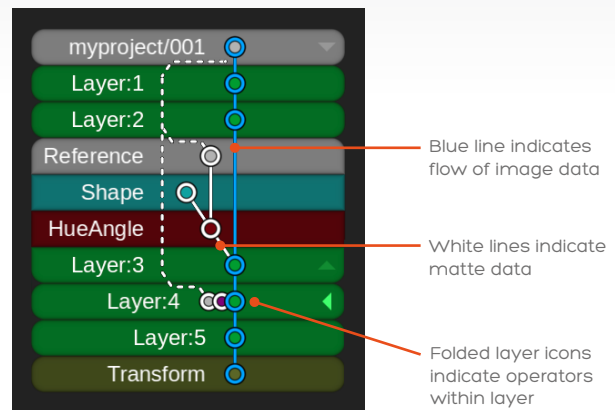 myproject/001
Layer:1
Layer:2
Reference
Shape
HueAngle
Layer:3
Layer:4
Layer:5
Transform
Blue line indicates
flow of image data
White lines indicate
matte data
Folded layer icons
indicate operators
within layer